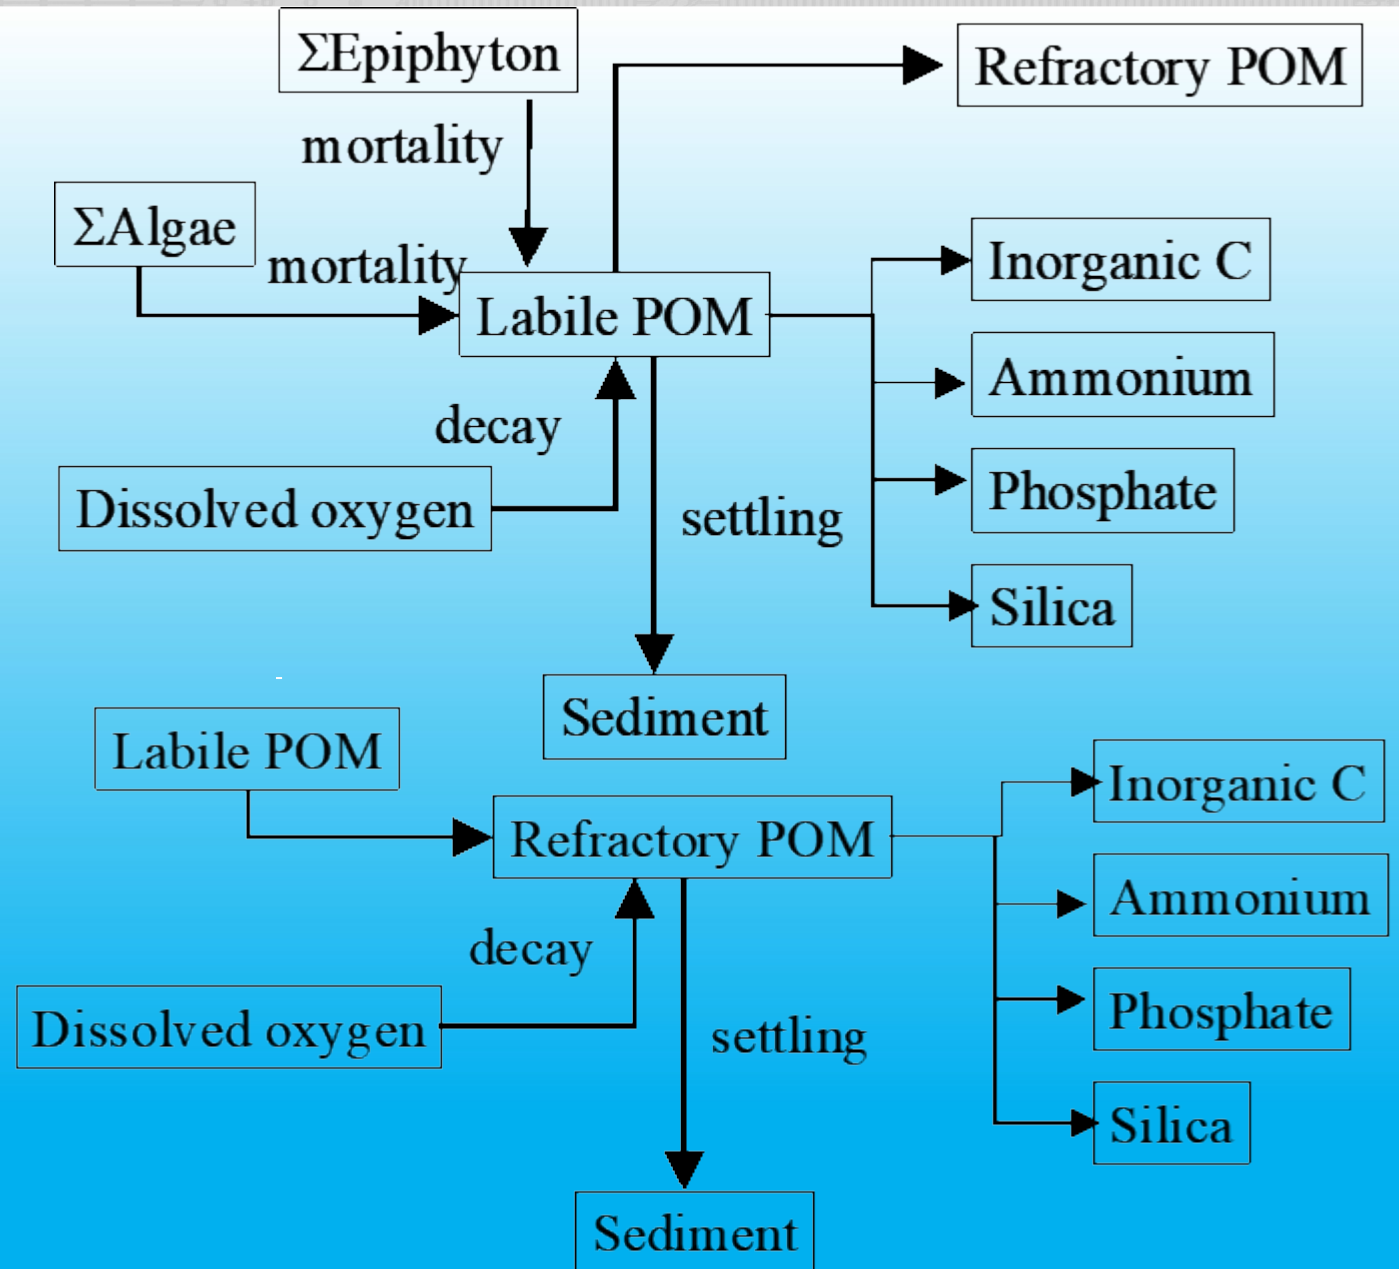 ΣEpiphyton
Refractory POM
mortality
ΣAlgae
mortality
Inorganic C
Labile POM
Ammonium
decay
Dissolved oxygen
Phosphate
settling
Silica
Sediment
Labile POM
Inorganic C
Refractory POM
Ammonium
decay
Dissolved oxygen
Phosphate
settling
Silica
Sediment